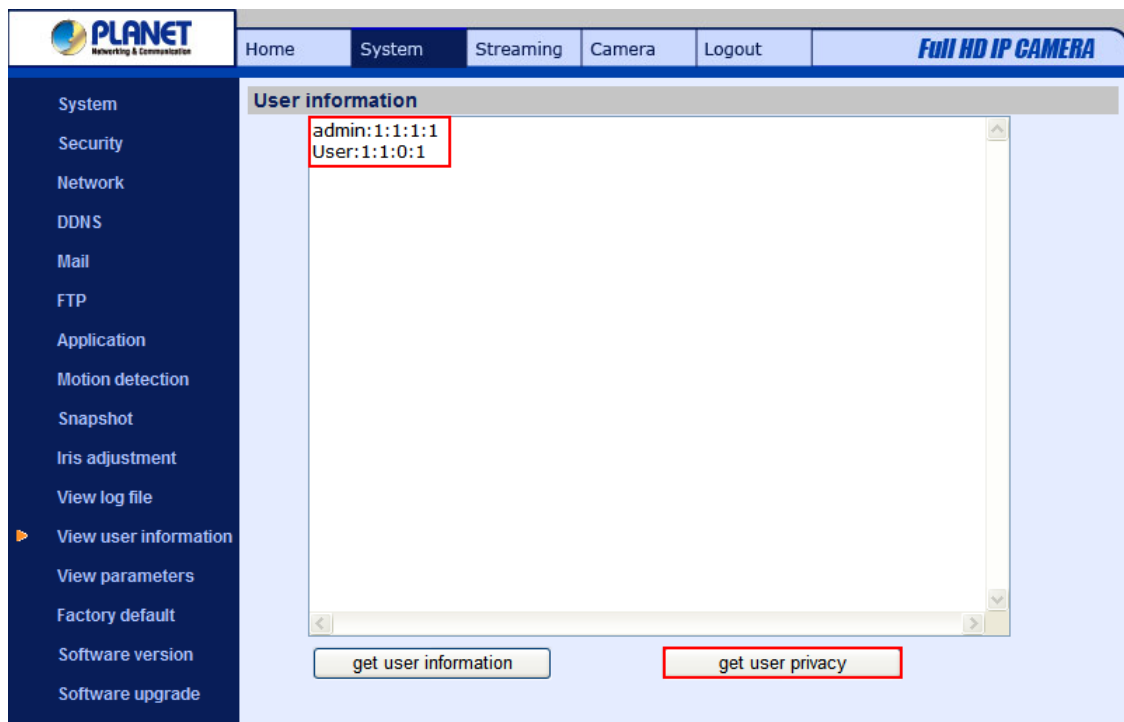 PLANET
Networking & Communication
Home System Streaming Camera Logout Full HD IP CAMERA
System
Security
Network
DDNS
Mail
FTP
Application
Motion detection
Snapshot
Iris adjustment
View log file
View user information
View parameters
Factory default
Software version
Software upgrade
User information
admin:1:1:1:1
User:1:1:0:1
get user information get user privacy